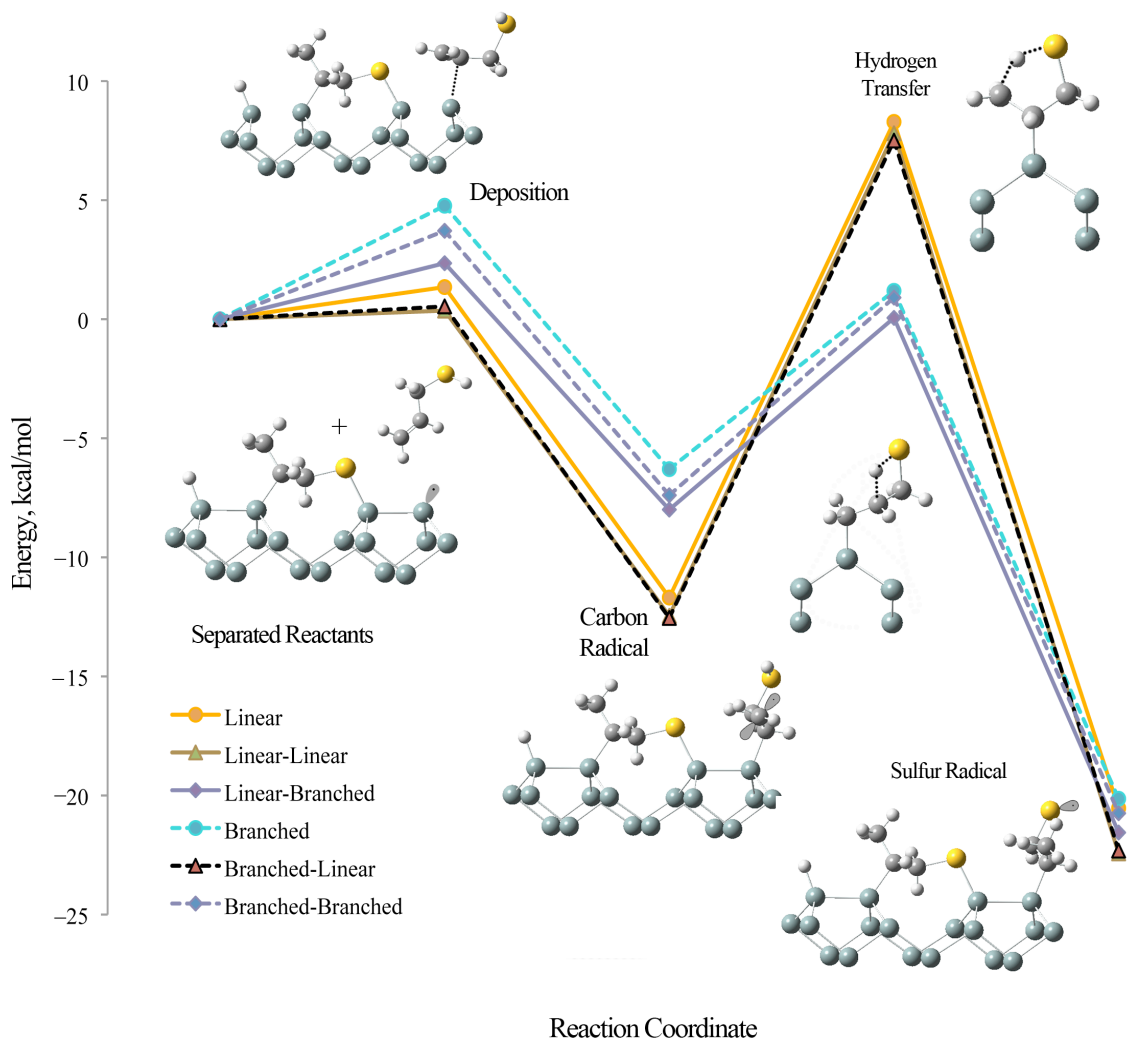 10
5
0
−5
−10
−15
−20
−25
Energy, kcal/mol
Deposition
Hydrogen
Transfer
+
Separated Reactants
Carbon
Radical
Sulfur Radical
Linear
Linear-Linear
Linear-Branched
Branched
Branched-Linear
Branched-Branched
Reaction Coordinate